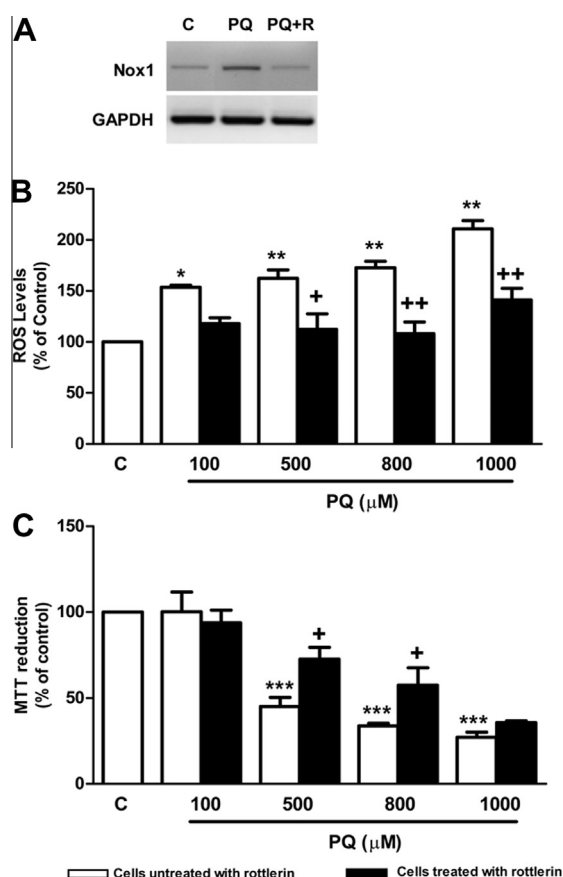 A
C PQ PQ+R
Nox1
GAPDH
B
ROS Levels
(% of Control)
250
200
150
100
50
0
*
**
+
**
++
**
++
C 100 500 800 1000
PQ (μM)
C
MTT reduction
(% of control)
150
100
50
0
***
+
***
+
***
C 100 500 800 1000
PQ (μM)
Cells untreated with rottlerin Cells treated with rottlerin